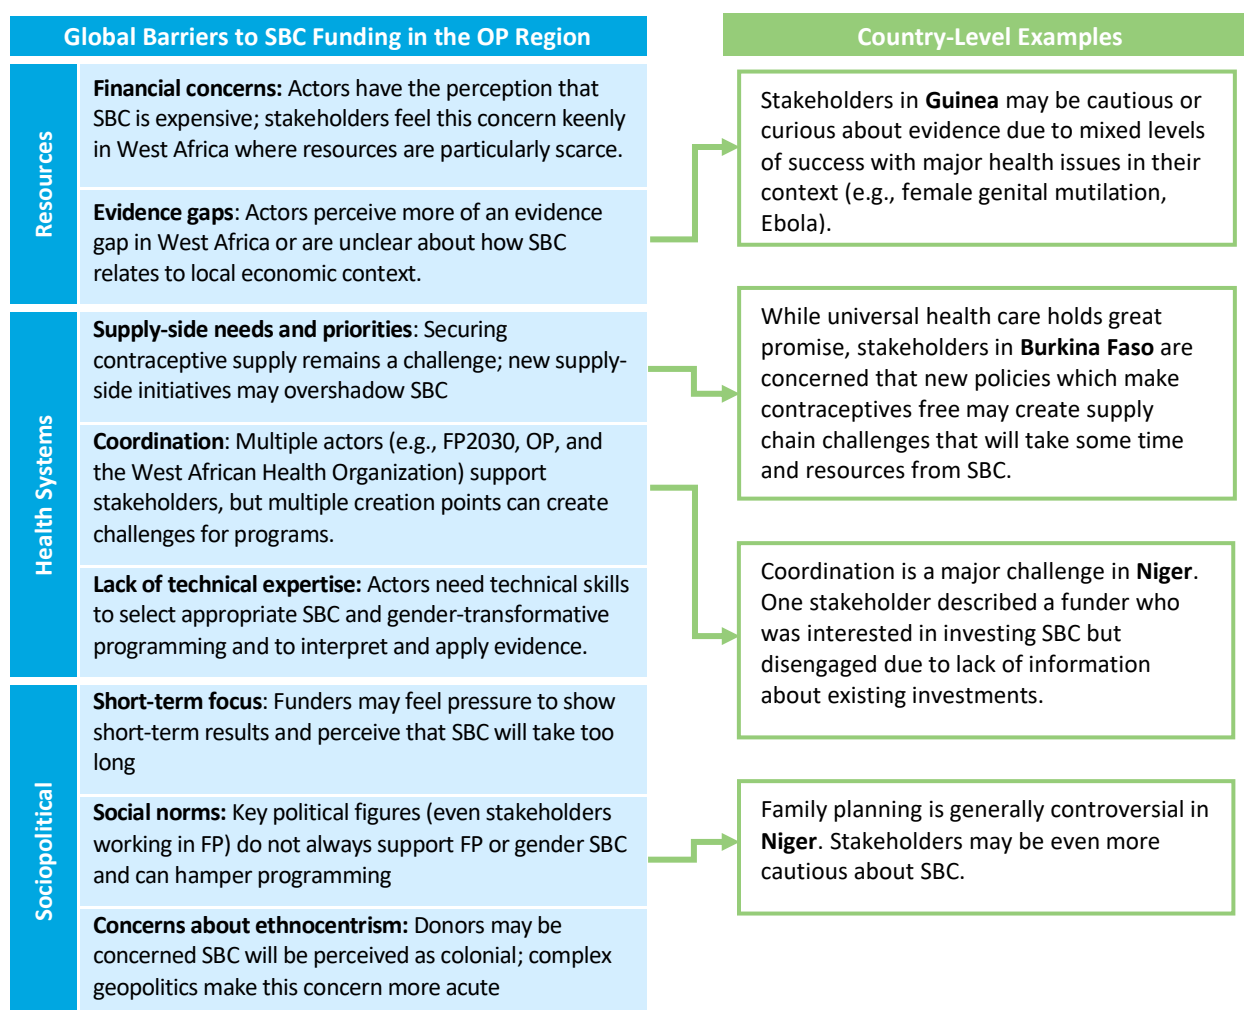 Global Barriers to SBC Funding in the OP Region
Resources
Financial concerns: Actors have the perception that
SBC is expensive; stakeholders feel this concern keenly
in West Africa where resources are particularly scarce.
Evidence gaps: Actors perceive more of an evidence
gap in West Africa or are unclear about how SBC
relates to local economic context.
Health Systems
Supply-side needs and priorities: Securing
contraceptive supply remains a challenge; new supply-
side initiatives may overshadow SBC
Coordination: Multiple actors (e.g., FP2030, OP, and
the West African Health Organization) support
stakeholders, but multiple creation points can create
challenges for programs.
Lack of technical expertise: Actors need technical skills
to select appropriate SBC and gender-transformative
programming and to interpret and apply evidence.
Sociopolitical
Short-term focus: Funders may feel pressure to show
short-term results and perceive that SBC will take too
long
Social norms: Key political figures (even stakeholders
working in FP) do not always support FP or gender SBC
and can hamper programming
Concerns about ethnocentrism: Donors may be
concerned SBC will be perceived as colonial; complex
geopolitics make this concern more acute
Country-Level Examples
Stakeholders in Guinea may be cautious or
curious about evidence due to mixed levels
of success with major health issues in their
context (e.g., female genital mutilation,
Ebola).
While universal health care holds great
promise, stakeholders in Burkina Faso are
concerned that new policies which make
contraceptives free may create supply
chain challenges that will take some time
and resources from SBC.
Coordination is a major challenge in Niger.
One stakeholder described a funder who
was interested in investing SBC but
disengaged due to lack of information
about existing investments.
Family planning is generally controversial in
Niger. Stakeholders may be even more
cautious about SBC.